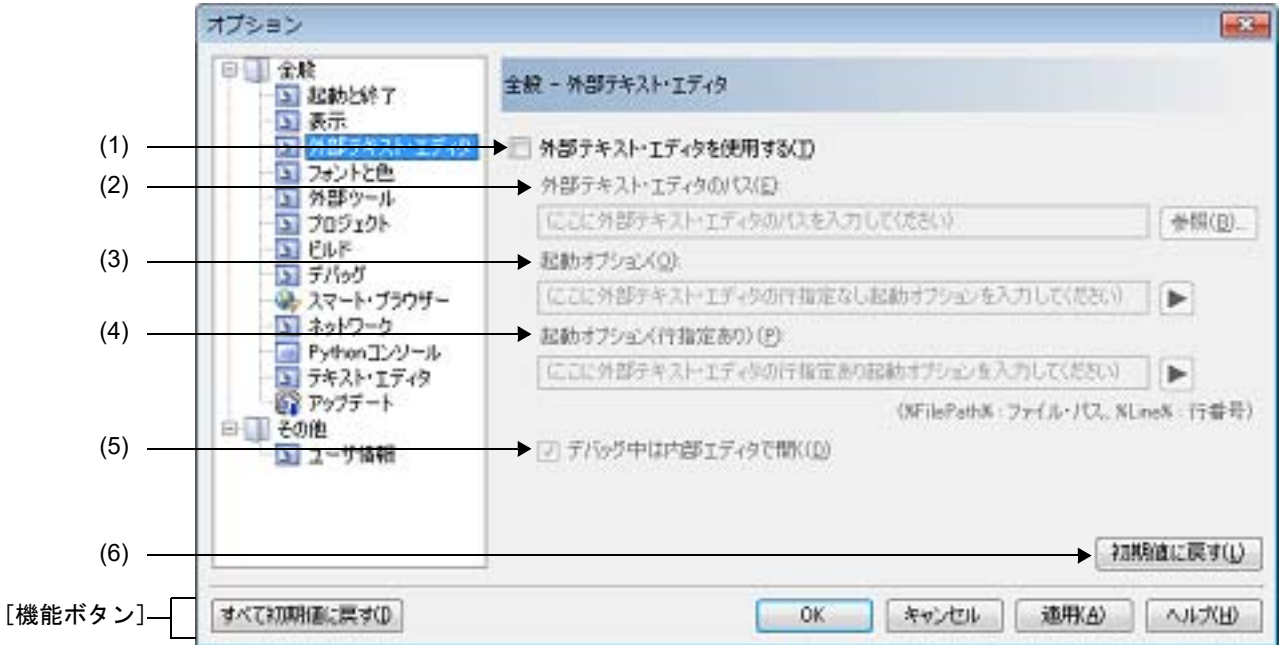 オプション
全般
起動と終了
表示
外部テキスト・エディタ
フォントと色
外部ツール
プロジェクト
ビルド
デバッグ
スマート・ブラウザー
ネットワーク
Pythonコンソール
テキスト・エディタ
アップデート
その他
ユーザ情報
全般 - 外部テキスト・エディタ
(1)
外部テキスト・エディタを使用する(T)
(2)
外部テキスト・エディタのパス(E):
(ここに外部テキスト・エディタのパスを入力してください)
参照(R)...
(3)
起動オプション(O):
(ここに外部テキスト・エディタの行指定なし起動オプションを入力してください)
(4)
起動オプション(行指定あり)(P):
(ここに外部テキスト・エディタの行指定あり起動オプションを入力してください)
(%FilePath% : ファイル・パス, %Line% : 行番号)
(5)
デバッグ中は内部エディタで開く(D)
(6)
初期値に戻す(L)
[機能ボタン]
すべて初期値に戻す(I)
OK
キャンセル
適用(A)
ヘルプ(H)